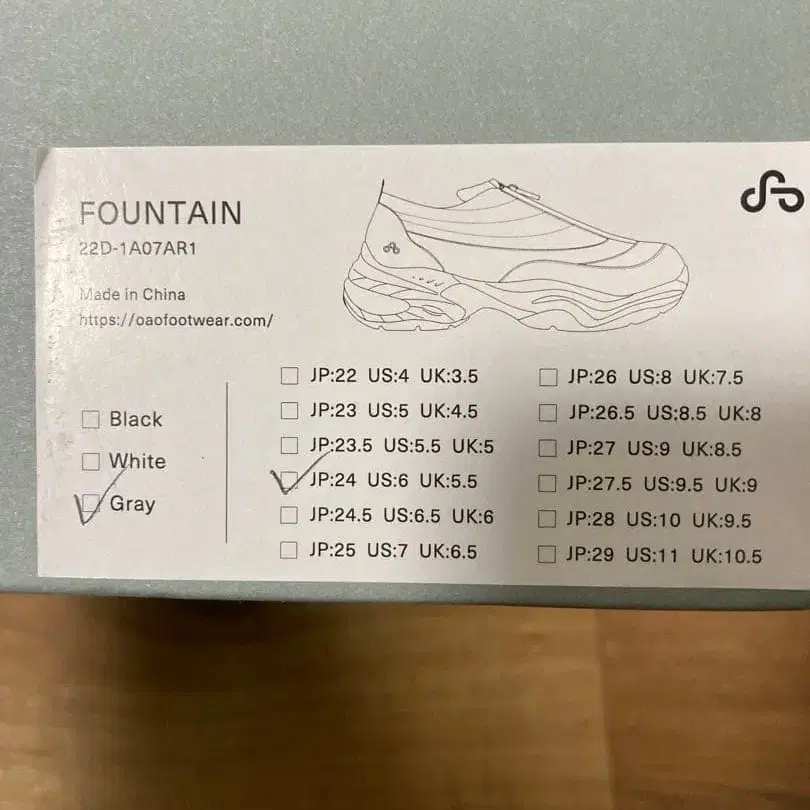 FOUNTAIN
22D-1A07AR1
Made in China
https://oaofootwear.com/
Black
White
Gray
JP:22 US:4 UK:3.5
JP:23 US:5 UK:4.5
JP:23.5 US:5.5 UK:5
JP:24 US:6 UK:5.5
JP:24.5 US:6.5 UK:6
JP:25 US:7 UK:6.5
JP:26 US:8 UK:7.5
JP:26.5 US:8.5 UK:8
JP:27 US:9 UK:8.5
JP:27.5 US:9.5 UK:9
JP:28 US:10 UK:9.5
JP:29 US:11 UK:10.5